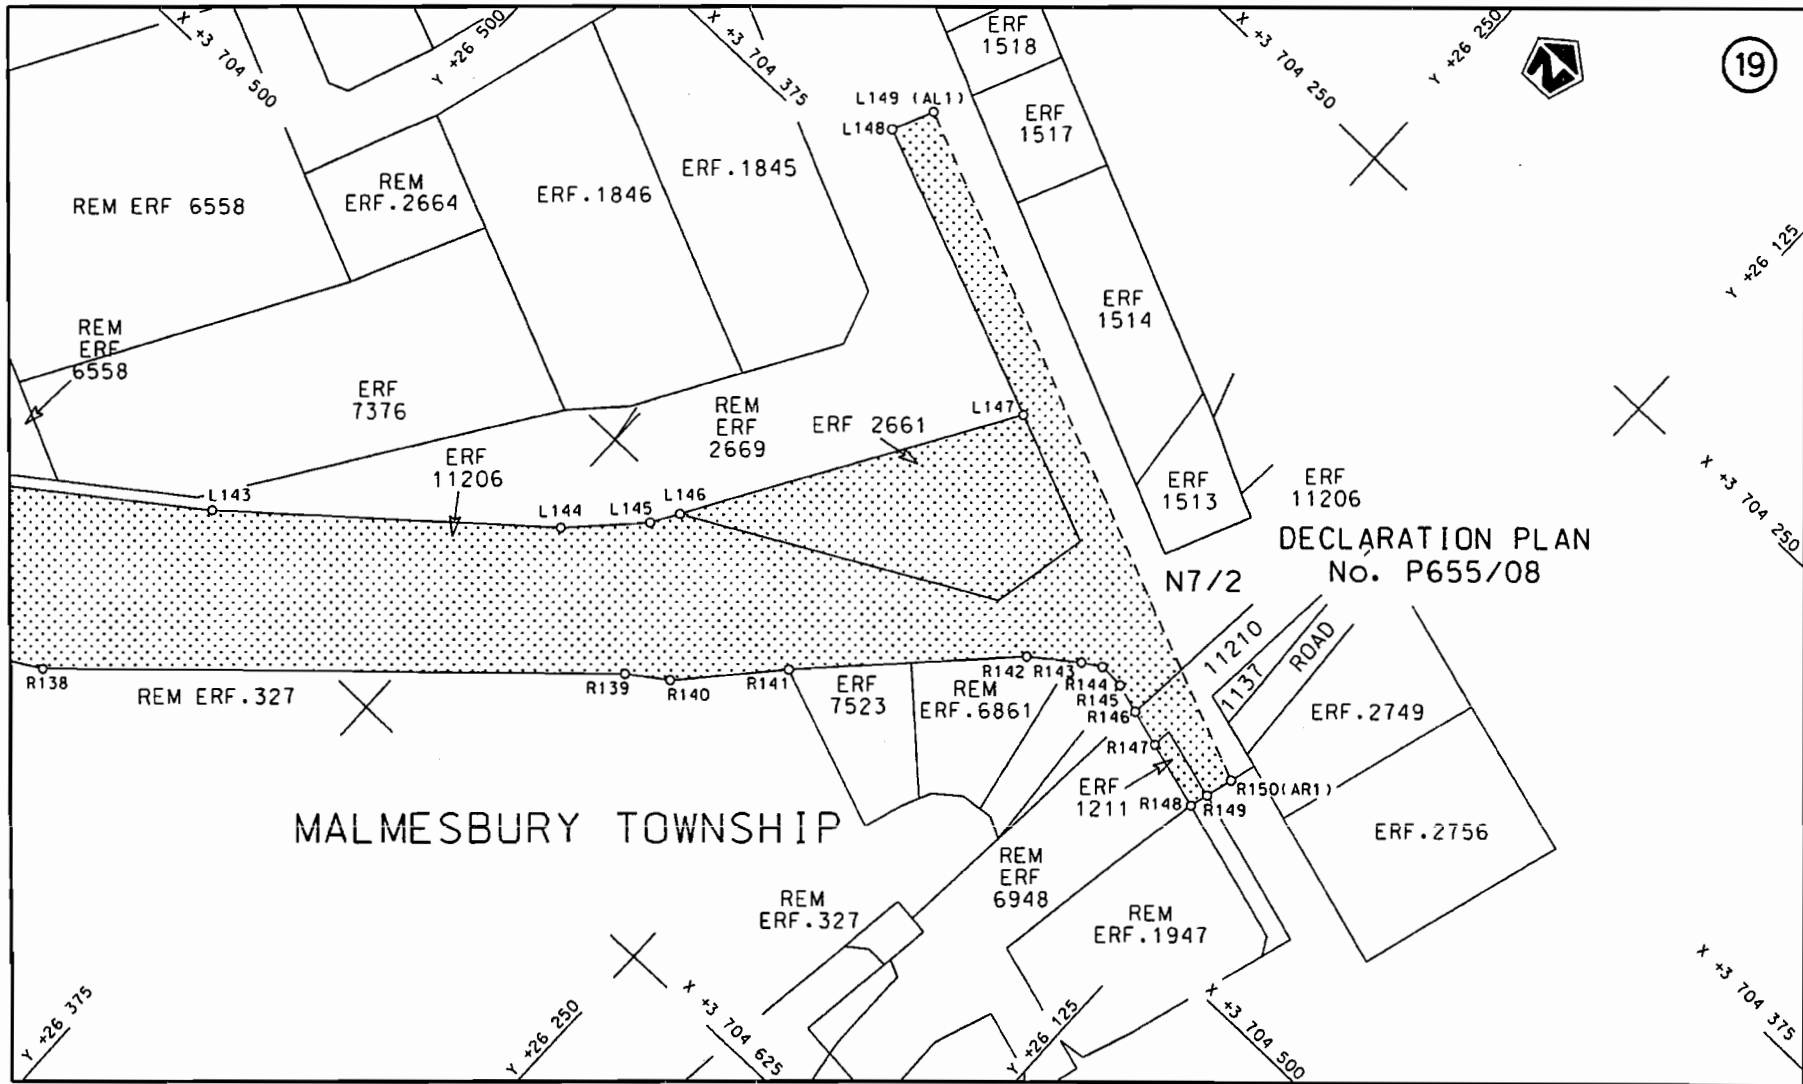 X +3 704 500
Y +26 500
X +3 704 375
ERF
1518
X +3 704 250
Y +26 250
19
L149 (AL1)
L148
ERF
1517
REM ERF 6558
REM
ERF.2664
ERF.1846
ERF.1845
Y +26 125
REM
ERF
6558
ERF
1514
ERF
7376
REM
ERF
2669
ERF 2661
L147
ERF
11206
L143
L144
L145
L146
ERF
1513
ERF
11206
X +3 704 250
DECLARATION PLAN
No. P655/08
N7/2
11210
1137
ROAD
R138
REM ERF.327
R139
R140
R141
R142
R143
R144
R145
R146
R147
ERF
7523
REM
ERF.6861
ERF.2749
ERF
1211
R148
R149
R150(AR1)
MALMESBURY TOWNSHIP
ERF.2756
REM
ERF
6948
REM
ERF.327
REM
ERF.1947
Y +26 375
Y +26 250
X +3 704 625
Y +26 125
X +3 704 500
X +3 704 375